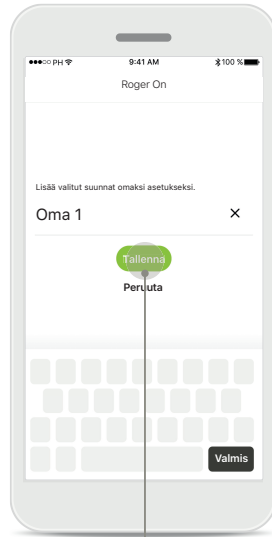 PH 9:41 AM 100 %
Roger On
Lisää valitut suunnat omaksi asetukseksi.
Oma 1
Tallenna
Peruuta
Valmis